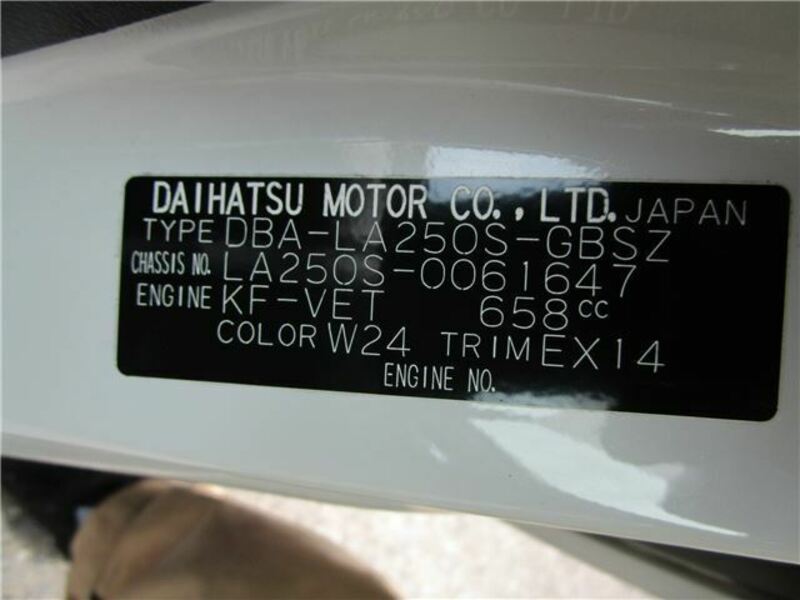 DAIHATSU MOTOR CO., LTD. JAPAN
TYPE DBA-LA250S-GBSZ
CHASSIS NO. LA250S-0061647
ENGINE KF-VET 658cc
COLOR W24 TRIM EX14
ENGINE NO.